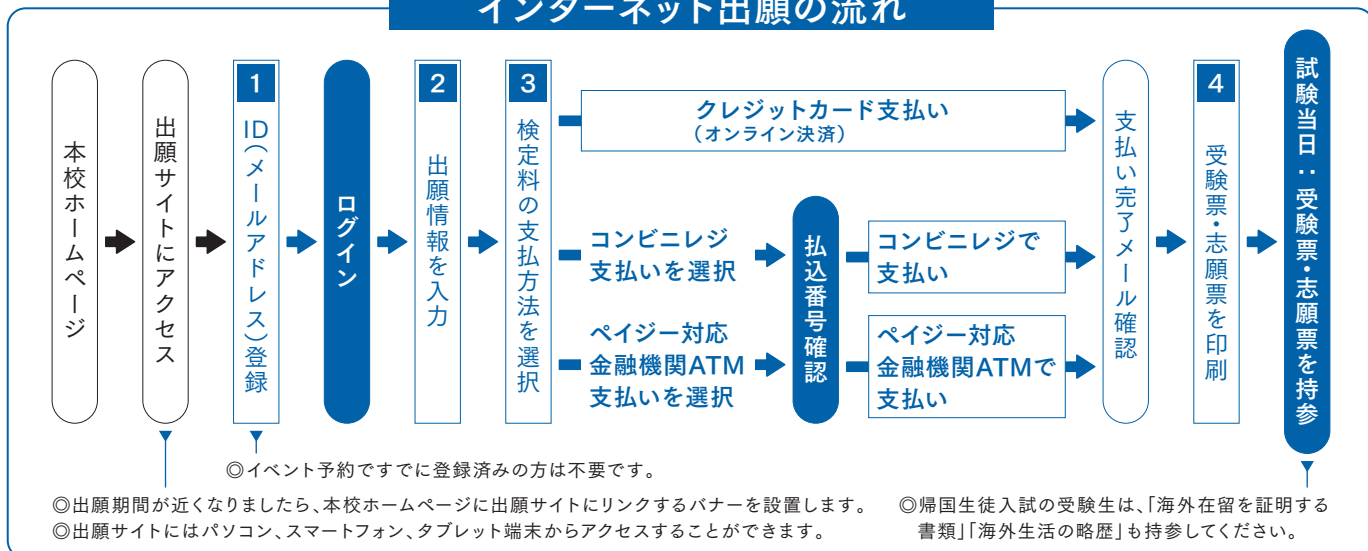 インターネット出願の流れ
本校ホームページ
出願サイトにアクセス
1
ID(メールアドレス)登録
ログイン
2
出願情報を入力
3
検定料の支払方法を選択
クレジットカード支払い
(オンライン決済)
コンビニレジ
支払いを選択
ペイジー対応
金融機関ATM
支払いを選択
払込番号確認
コンビニレジで
支払い
ペイジー対応
金融機関ATMで
支払い
支払い完了メール確認
4
受験票・志願票を印刷
試験当日:受験票・志願票を持参
◎イベント予約ですでに登録済みの方は不要です。
◎出願期間が近くなりましたら、本校ホームページに出願サイトにリンクするバナーを設置します。
◎出願サイトにはパソコン、スマートフォン、タブレット端末からアクセスすることができます。
◎帰国生徒入試の受験生は、「海外在留を証明する
書類」「海外生活の略歴」も持参してください。